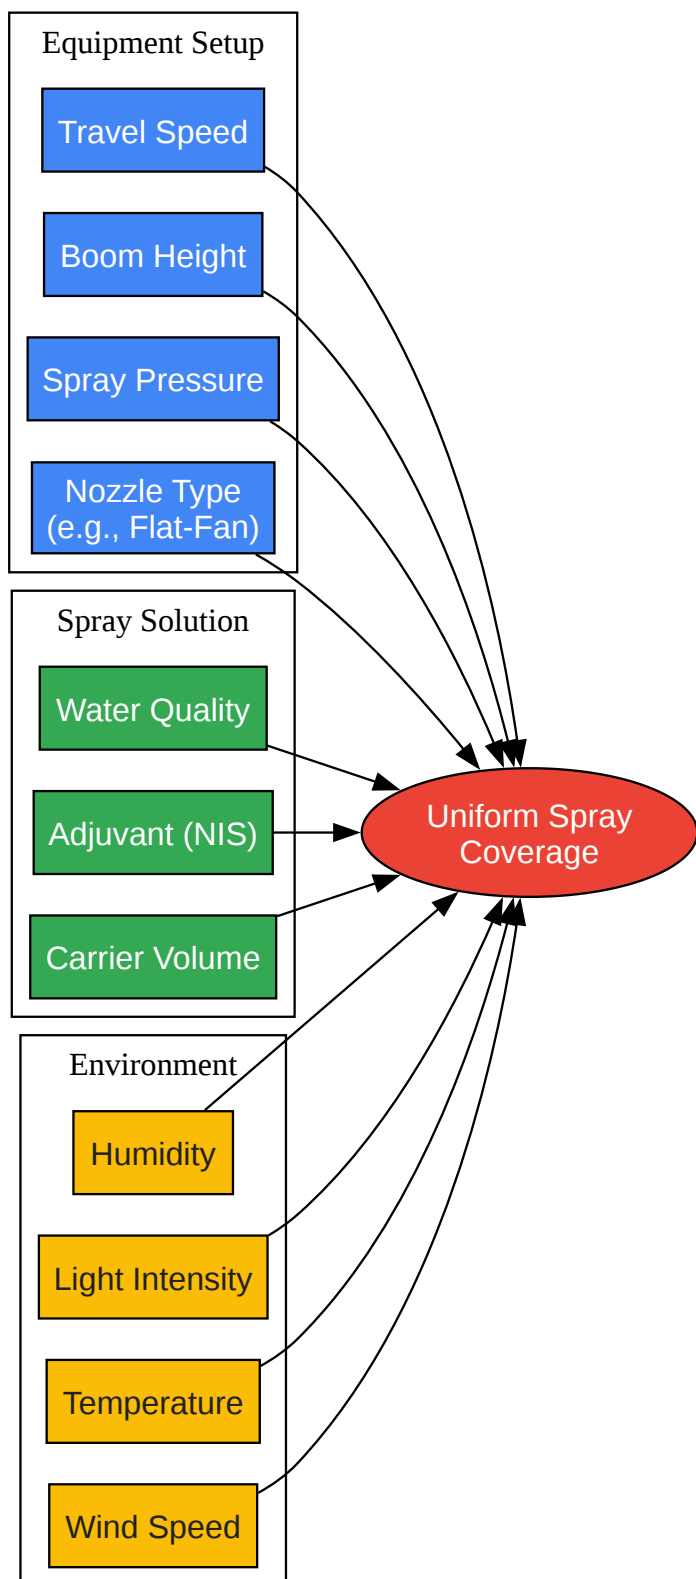 Equipment Setup
Travel Speed
Boom Height
Spray Pressure
Nozzle Type
(e.g., Flat-Fan)
Spray Solution
Water Quality
Adjuvant (NIS)
Carrier Volume
Uniform Spray
Coverage
Environment
Humidity
Light Intensity
Temperature
Wind Speed